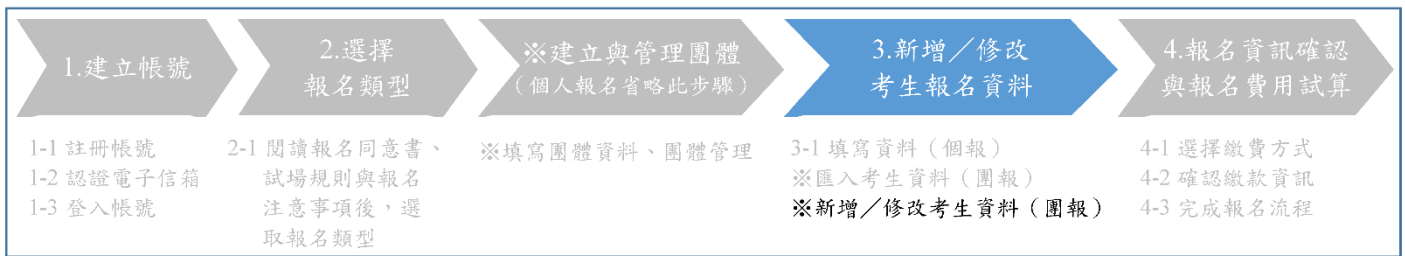 1.建立帳號
2.選擇
報名類型
※建立與管理團體
（個人報名省略此步驟）
3.新增／修改
考生報名資料
4.報名資訊確認
與報名費用試算
1-1 註冊帳號
1-2 認證電子信箱
1-3 登入帳號
2-1 閱讀報名同意書、
試場規則與報名
注意事項後，選
取報名類型
※填寫團體資料、團體管理
3-1 填寫資料（個報）
※匯入考生資料（團報）
※新增／修改考生資料（團報）
4-1 選擇繳費方式
4-2 確認繳款資訊
4-3 完成報名流程